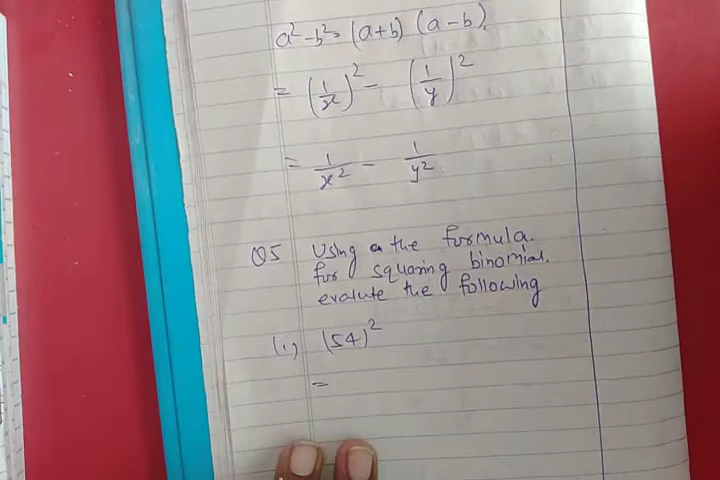 a² - b² = (a+b) (a-b).
= (1/x)² - (1/y)²
= 1/x² - 1/y²
Q5 Using the formula.
for squaring binomial.
evalute the following
(i) (54)²
=